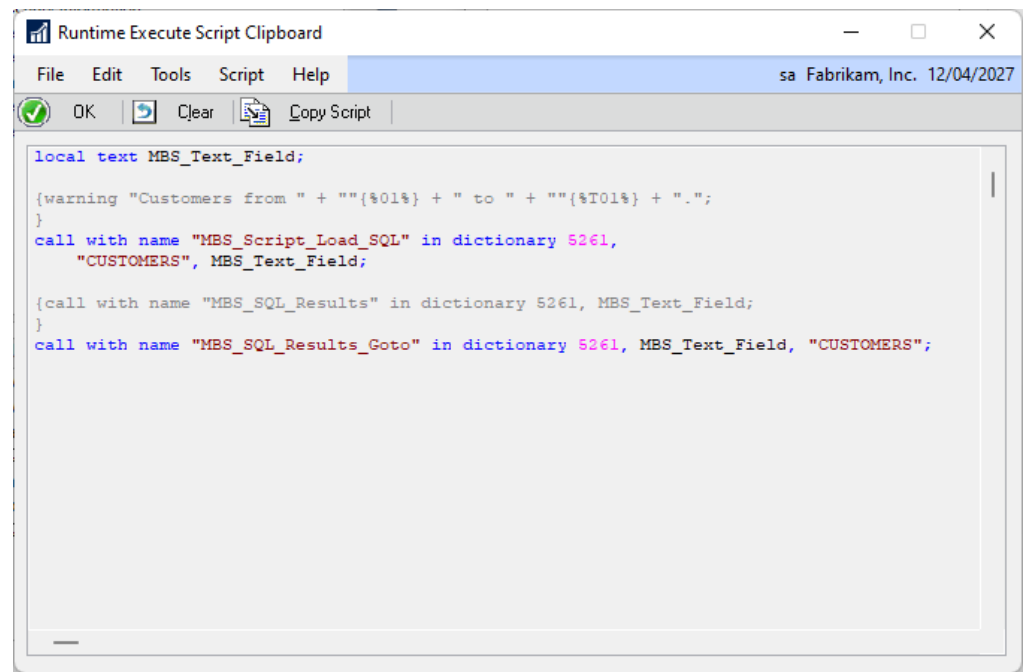 Runtime Execute Script Clipboard
File Edit Tools Script Help sa Fabrikam, Inc. 12/04/2027
OK Clear Copy Script
local text MBS_Text_Field;
{warning "Customers from " + ""{%01%} + " to " + ""{%T01%} + ".";
}
call with name "MBS_Script_Load_SQL" in dictionary 5261,
"CUSTOMERS", MBS_Text_Field;
{call with name "MBS_SQL_Results" in dictionary 5261, MBS_Text_Field;
}
call with name "MBS_SQL_Results_Goto" in dictionary 5261, MBS_Text_Field, "CUSTOMERS";